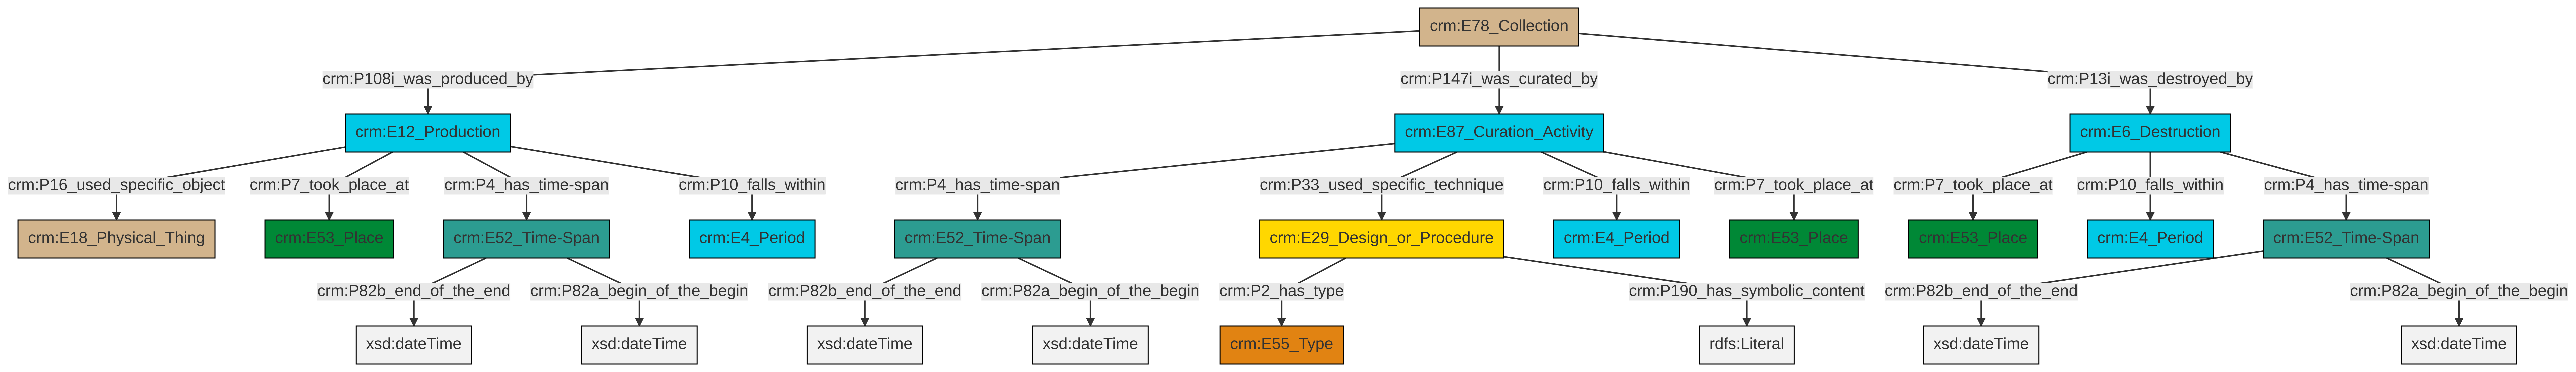 crm:E78_Collection
crm:P108i_was_produced_by
crm:P147i_was_curated_by
crm:P13i_was_destroyed_by
crm:E12_Production
crm:E87_Curation_Activity
crm:E6_Destruction
crm:P16_used_specific_object
crm:P7_took_place_at
crm:P4_has_time-span
crm:P10_falls_within
crm:P4_has_time-span
crm:P33_used_specific_technique
crm:P10_falls_within
crm:P7_took_place_at
crm:P7_took_place_at
crm:P10_falls_within
crm:P4_has_time-span
crm:E18_Physical_Thing
crm:E53_Place
crm:E52_Time-Span
crm:E4_Period
crm:E52_Time-Span
crm:E29_Design_or_Procedure
crm:E4_Period
crm:E53_Place
crm:E53_Place
crm:E4_Period
crm:E52_Time-Span
crm:P82b_end_of_the_end
crm:P82a_begin_of_the_begin
crm:P82b_end_of_the_end
crm:P82a_begin_of_the_begin
crm:P2_has_type
crm:P190_has_symbolic_content
crm:P82b_end_of_the_end
crm:P82a_begin_of_the_begin
xsd:dateTime
xsd:dateTime
xsd:dateTime
xsd:dateTime
crm:E55_Type
rdfs:Literal
xsd:dateTime
xsd:dateTime